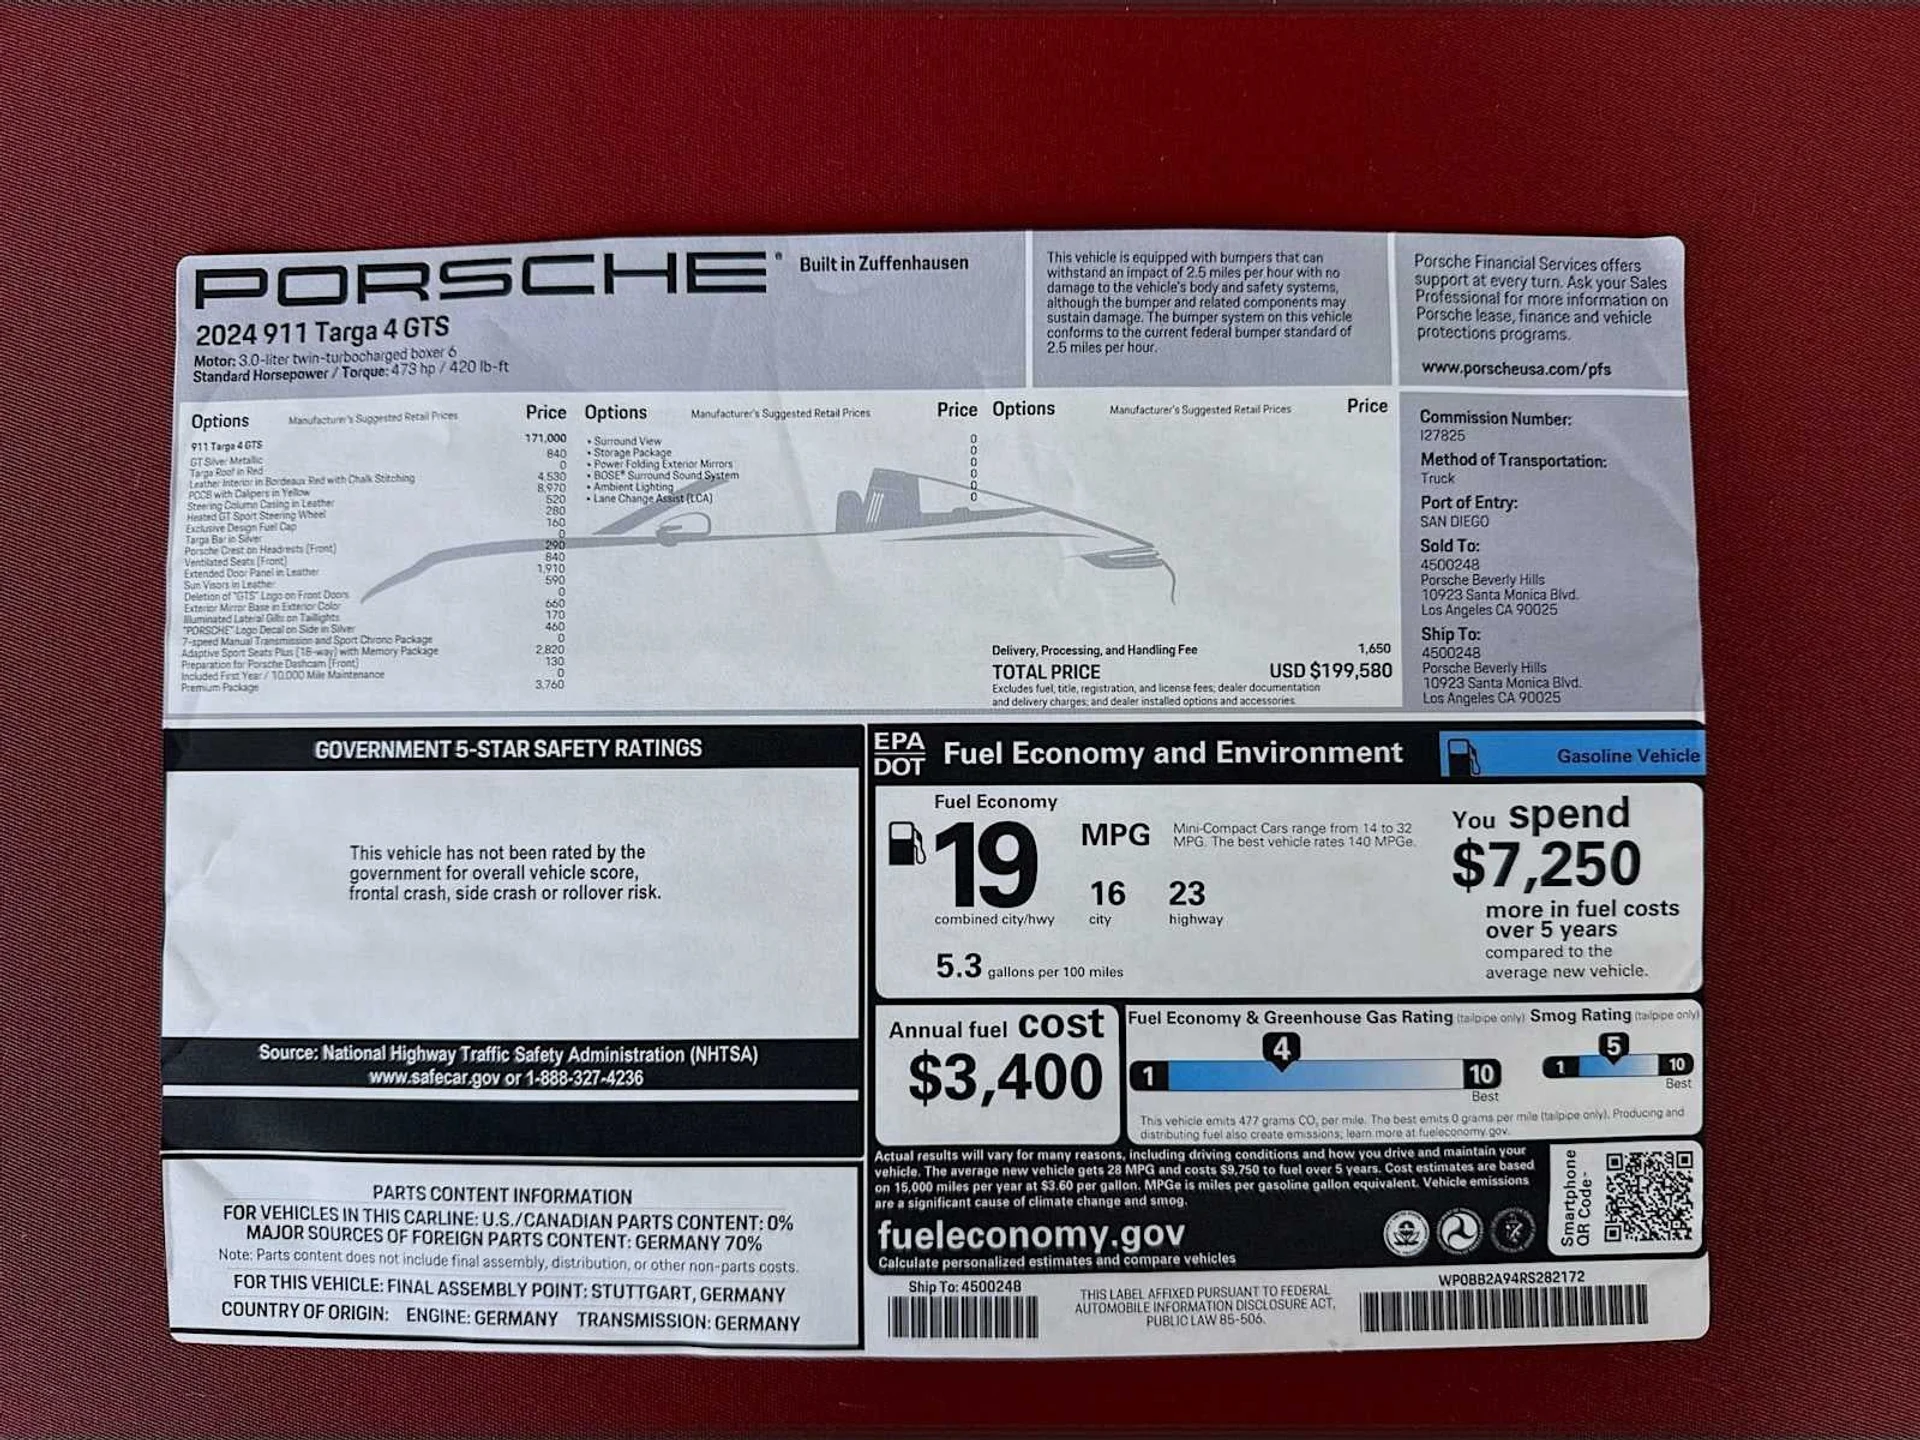 PORSCHE®
Built in Zuffenhausen
2024 911 Targa 4 GTS
Motor: 3.0-liter twin-turbocharged boxer 6
Standard Horsepower / Torque: 473 hp / 420 lb-ft
This vehicle is equipped with bumpers that can
withstand an impact of 2.5 miles per hour with no
damage to the vehicle's body and safety systems,
although the bumper and related components may
sustain damage. The bumper system on this vehicle
conforms to the current federal bumper standard of
2.5 miles per hour.
Porsche Financial Services offers
support at every turn. Ask your Sales
Professional for more information on
Porsche lease, finance and vehicle
protections programs.
www.porscheusa.com/pfs
Options Manufacturer's Suggested Retail Prices Price
911 Targa 4 GTS 171,000
GT Silver Metallic 840
Targa Roof in Red 0
Leather Interior in Bordeaux Red with Chalk Stitching 4,530
PCCB with Calipers in Yellow 8,970
Steering Column Casing in Leather 520
Heated GT Sport Steering Wheel 280
Exclusive Design Fuel Cap 160
Targa Bar in Silver 0
Porsche Crest on Headrests (Front) 290
Ventilated Seats (Front) 840
Extended Door Panel in Leather 1,910
Sun Visors in Leather 590
Deletion of "GTS" Logo on Front Doors 0
Exterior Mirror Base in Exterior Color 660
Illuminated Lateral Gills on Taillights 170
"PORSCHE" Logo Decal on Side in Silver 460
7-speed Manual Transmission and Sport Chrono Package 0
Adaptive Sport Seats Plus (18-way) with Memory Package 2,820
Preparation for Porsche Dashcam (Front) 130
Included First Year / 10,000 Mile Maintenance 0
Premium Package 3,760
Options Manufacturer's Suggested Retail Prices Price
• Surround View 0
• Storage Package 0
• Power Folding Exterior Mirrors 0
• BOSE® Surround Sound System 0
• Ambient Lighting 0
• Lane Change Assist (LCA) 0
Options Manufacturer's Suggested Retail Prices Price
Delivery, Processing, and Handling Fee 1,650
TOTAL PRICE USD $199,580
Excludes fuel, title, registration, and license fees; dealer documentation
and delivery charges; and dealer installed options and accessories.
Commission Number:
I27825
Method of Transportation:
Truck
Port of Entry:
SAN DIEGO
Sold To:
4500248
Porsche Beverly Hills
10923 Santa Monica Blvd.
Los Angeles CA 90025
Ship To:
4500248
Porsche Beverly Hills
10923 Santa Monica Blvd.
Los Angeles CA 90025
GOVERNMENT 5-STAR SAFETY RATINGS
This vehicle has not been rated by the
government for overall vehicle score,
frontal crash, side crash or rollover risk.
Source: National Highway Traffic Safety Administration (NHTSA)
www.safecar.gov or 1-888-327-4236
PARTS CONTENT INFORMATION
FOR VEHICLES IN THIS CARLINE: U.S./CANADIAN PARTS CONTENT: 0%
MAJOR SOURCES OF FOREIGN PARTS CONTENT: GERMANY 70%
Note: Parts content does not include final assembly, distribution, or other non-parts costs.
FOR THIS VEHICLE: FINAL ASSEMBLY POINT: STUTTGART, GERMANY
COUNTRY OF ORIGIN: ENGINE: GERMANY TRANSMISSION: GERMANY
EPA
DOT
Fuel Economy and Environment
Gasoline Vehicle
Fuel Economy
19
MPG
combined city/hwy
16
city
23
highway
Mini-Compact Cars range from 14 to 32
MPG. The best vehicle rates 140 MPGe.
5.3 gallons per 100 miles
You spend
$7,250
more in fuel costs
over 5 years
compared to the
average new vehicle.
Annual fuel cost
$3,400
Fuel Economy & Greenhouse Gas Rating (tailpipe only)
4
1 10
Best
Smog Rating (tailpipe only)
5
1 10
Best
This vehicle emits 477 grams CO₂ per mile. The best emits 0 grams per mile (tailpipe only). Producing and
distributing fuel also create emissions; learn more at fueleconomy.gov.
Actual results will vary for many reasons, including driving conditions and how you drive and maintain your
vehicle. The average new vehicle gets 28 MPG and costs $9,750 to fuel over 5 years. Cost estimates are based
on 15,000 miles per year at $3.60 per gallon. MPGe is miles per gasoline gallon equivalent. Vehicle emissions
are a significant cause of climate change and smog.
fueleconomy.gov
Calculate personalized estimates and compare vehicles
Smartphone
QR Code™
Ship To: 4500248
THIS LABEL AFFIXED PURSUANT TO FEDERAL
AUTOMOBILE INFORMATION DISCLOSURE ACT,
PUBLIC LAW 85-506.
WP0BB2A94RS282172